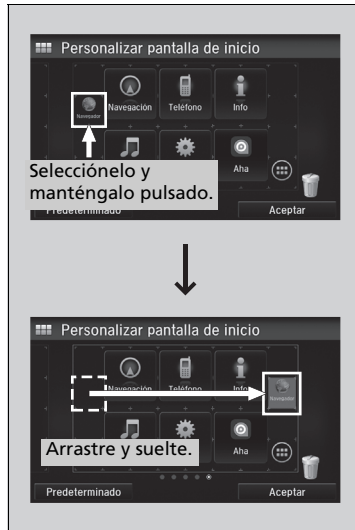 Personalizar pantalla de inicio
Navegador
Navegación
Teléfono
Info
Aha
Selecciónelo y
manténgalo pulsado.
Predeterminado
Aceptar
Personalizar pantalla de inicio
Navegación
Teléfono
Info
Navegador
Aha
Arrastre y suelte.
Predeterminado
Aceptar